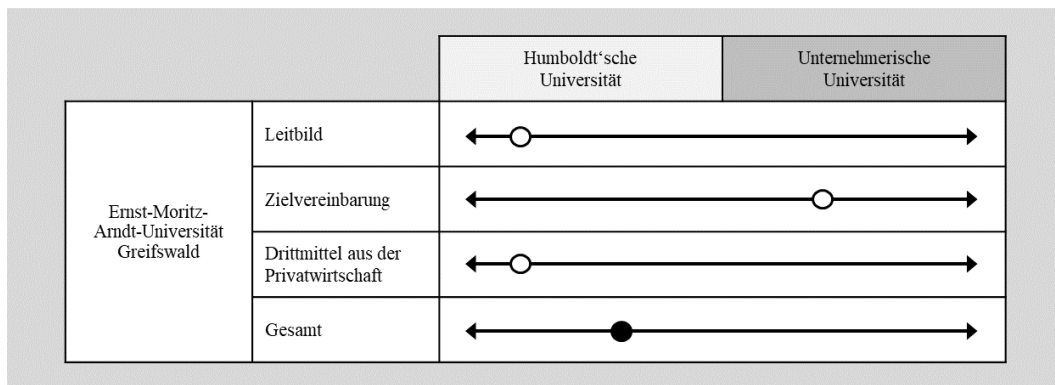 Humboldt‘sche
Universität
Unternehmerische
Universität
Ernst-Moritz-
Arndt-Universität
Greifswald
Leitbild
Zielvereinbarung
Drittmittel aus der
Privatwirtschaft
Gesamt